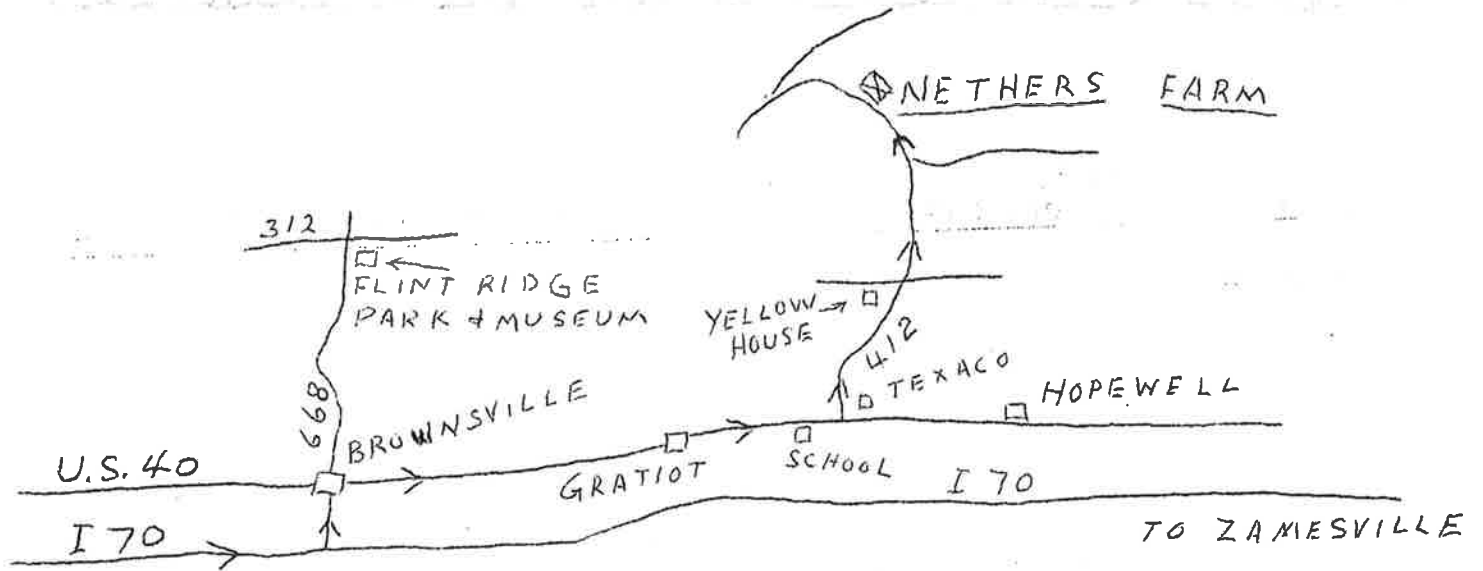 NETHERS FARM
312
FLINT RIDGE
PARK & MUSEUM
YELLOW
HOUSE
412
TEXACO
668
BROWNSVILLE
HOPEWELL
U.S. 40
GRATIOT
SCHOOL
I 70
I 70
TO ZAMESVILLE